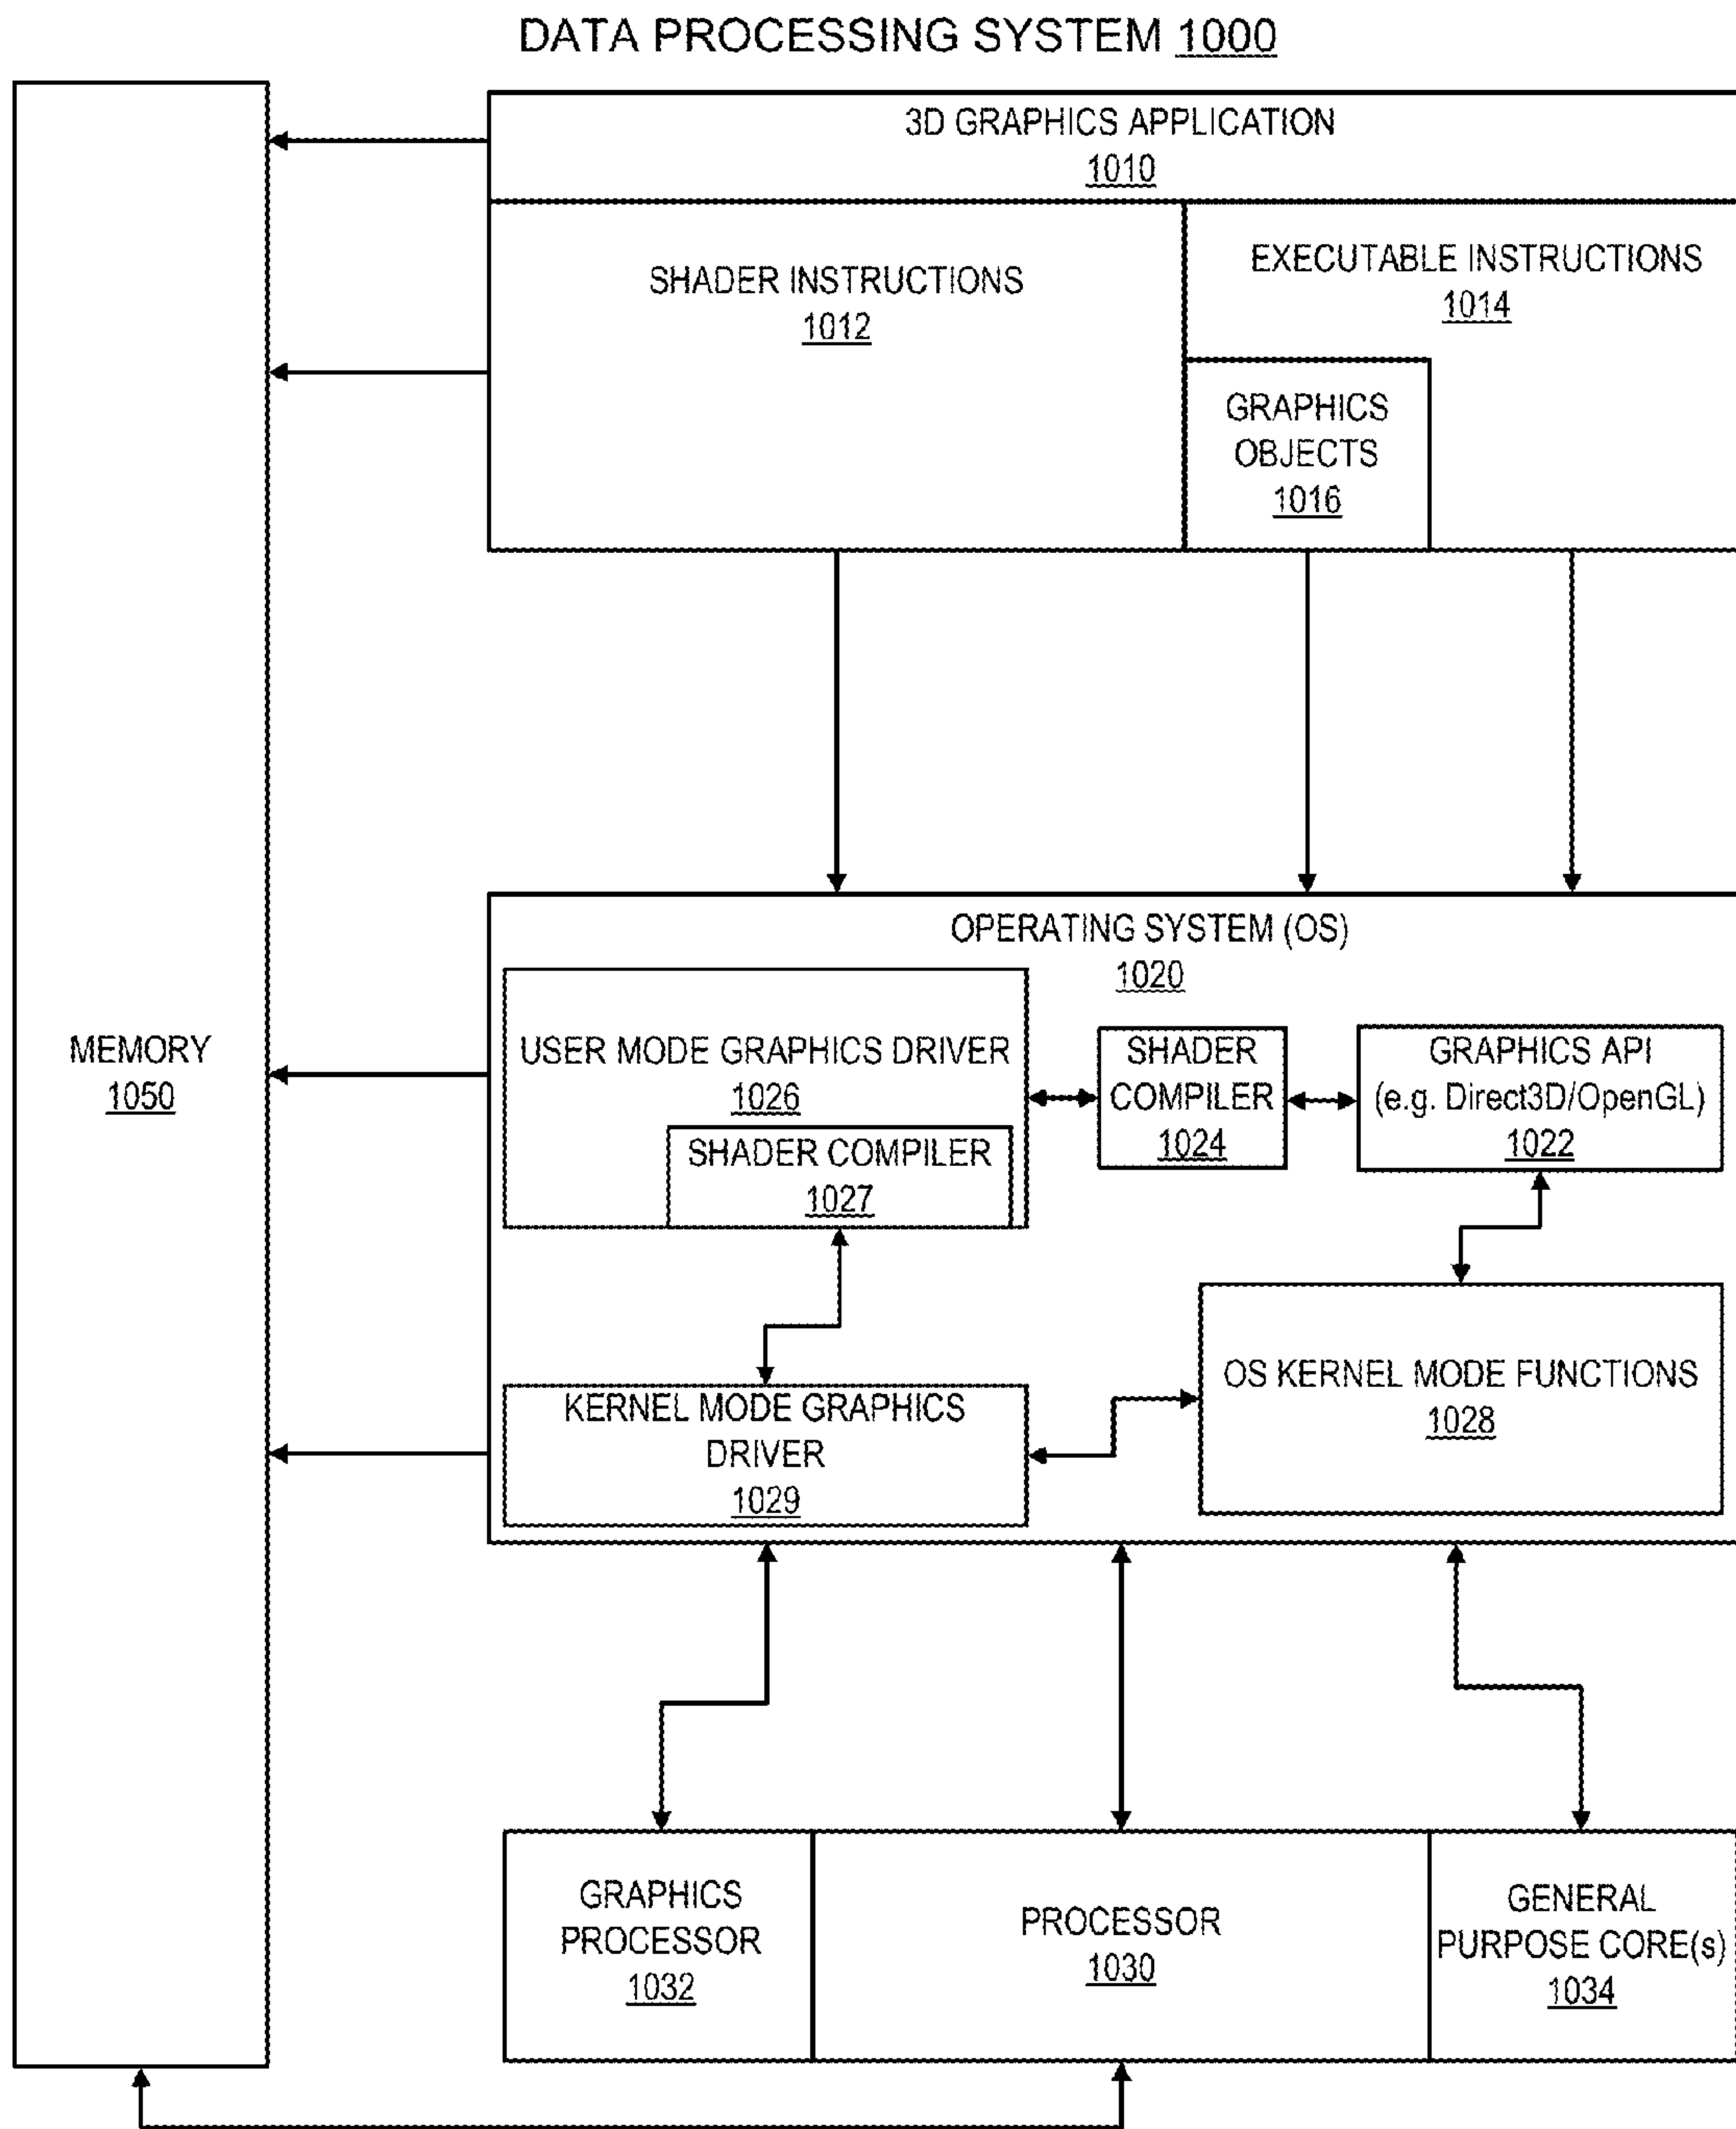 DATA PROCESSING SYSTEM 1000
3D GRAPHICS APPLICATION
1010
SHADER INSTRUCTIONS
1012
EXECUTABLE INSTRUCTIONS
1014
GRAPHICS
OBJECTS
1016
MEMORY
1050
OPERATING SYSTEM (OS)
1020
USER MODE GRAPHICS DRIVER
1026
SHADER COMPILER
1027
SHADER
COMPILER
1024
GRAPHICS API
(e.g. Direct3D/OpenGL)
1022
KERNEL MODE GRAPHICS
DRIVER
1029
OS KERNEL MODE FUNCTIONS
1028
GRAPHICS
PROCESSOR
1032
PROCESSOR
1030
GENERAL
PURPOSE CORE(s)
1034